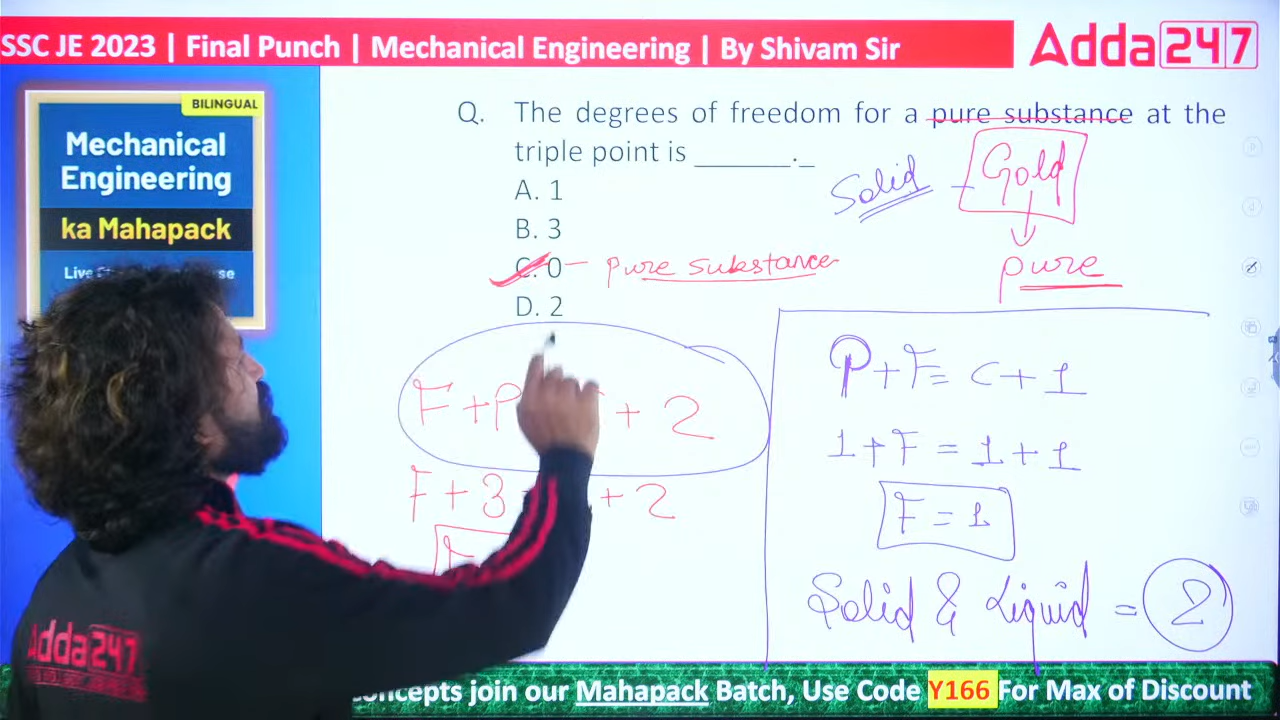 SSC JE 2023 | Final Punch | Mechanical Engineering | By Shivam Sir
Adda247
BILINGUAL
Mechanical
Engineering
ka Mahapack
Q. The degrees of freedom for a pure substance at the
triple point is _______._
A. 1
B. 3
C. 0 – pure substance
D. 2
Solid – Gold
pure
F + P + 2
F + 3 + 2
F
P + F = C + 1
1 + F = 1 + 1
F = 1
Solid & Liquid = 2
Adda247
concepts join our Mahapack Batch, Use Code Y166 For Max of Discount